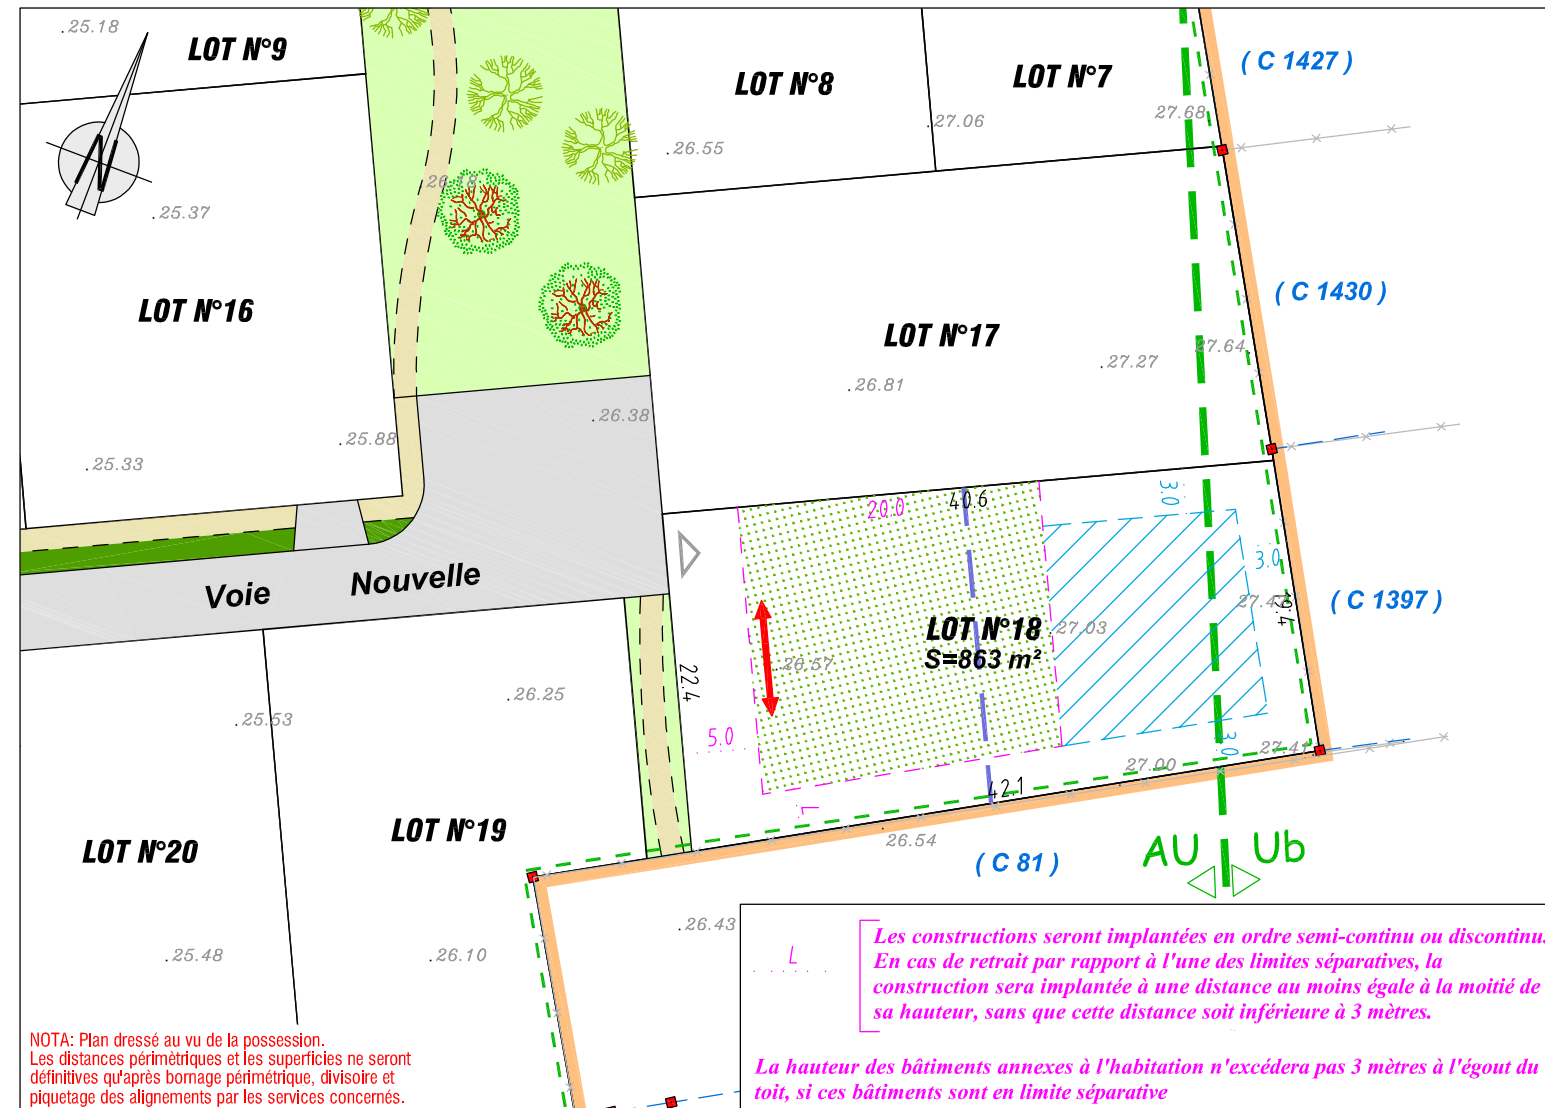 .25.18
LOT N°9
LOT N°8
LOT N°7
( C 1427 )
27.68
.27.06
.26.55
N
26.18
.25.37
LOT N°16
( C 1430 )
LOT N°17
27.64.
.27.27
.26.81
.26.38
.25.88
.25.33
20.0
40.6
3.0
3.0
Voie Nouvelle
( C 1397 )
19.4
LOT N°18
.27.03
S=863 m²
.26.57
22.4
.26.25
.25.53
5.0
3.0
27.41.
.27.00
42.1
L
LOT N°19
LOT N°20
.26.54
( C 81 )
AU Ub
.26.43
.25.48
.26.10
L
Les constructions seront implantées en ordre semi-continu ou discontinu.
En cas de retrait par rapport à l'une des limites séparatives, la
construction sera implantée à une distance au moins égale à la moitié de
sa hauteur, sans que cette distance soit inférieure à 3 mètres.
La hauteur des bâtiments annexes à l'habitation n'excédera pas 3 mètres à l'égout du
toit, si ces bâtiments sont en limite séparative
NOTA: Plan dressé au vu de la possession.
Les distances périmètriques et les superficies ne seront
définitives qu'après bornage périmétrique, divisoire et
piquetage des alignements par les services concernés.